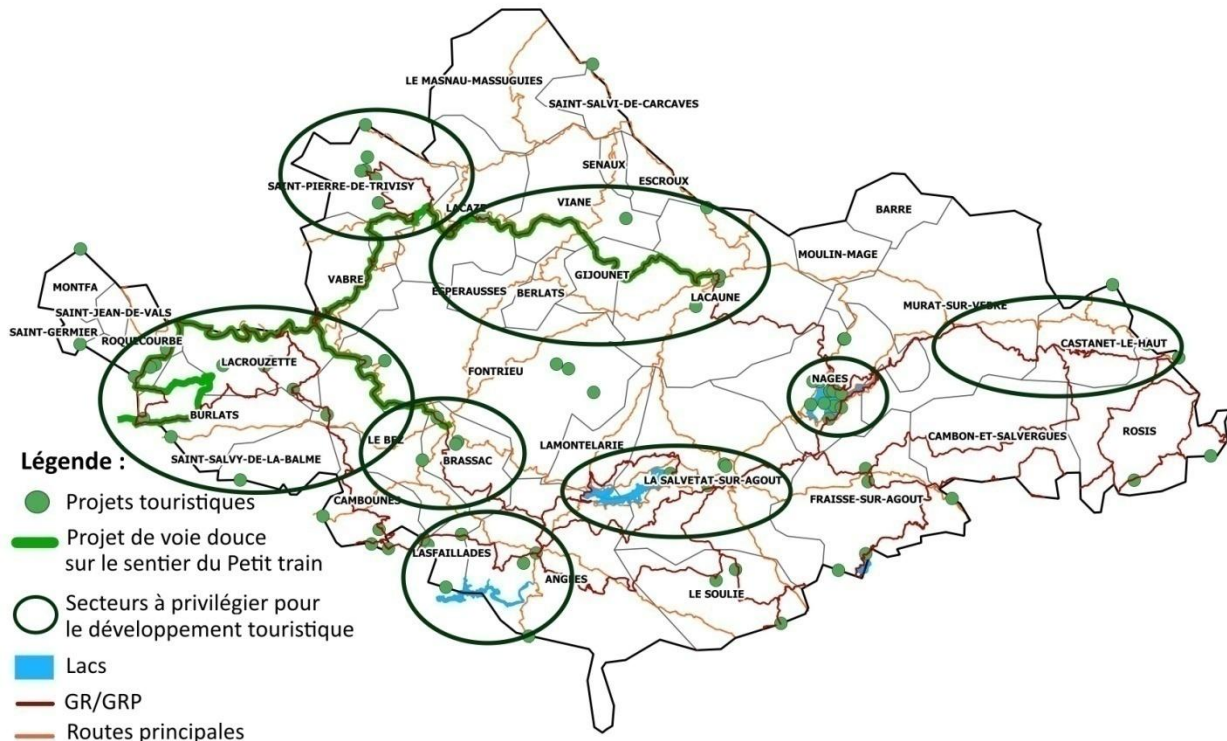 LE MASNAU-MASSUGUIES
SAINT-SALVI-DE-CARCAVES
SENAUX
ESCROUX
SAINT-PIERRE-DE-TRIVISY
LACAZE
VIANE
BARRE
MOULIN-MAGE
VABRE
GIJOUNET
ESPERAUSSES
BERLATS
LACAUNE
MONTFA
SAINT-JEAN-DE-VALS
SAINT-GERMIER
ROQUECOURBE
MURAT-SUR-VEBRE
CASTANET-LE-HAUT
LACROUZETTE
FONTRIEU
NAGES
BURLATS
LE BEZ
LAMONTELARIE
CAMBON-ET-SALVERGUES
ROSIS
SAINT-SALVY-DE-LA-BALME
BRASSAC
LA SALVETAT-SUR-AGOUT
CAMBOUNES
FRAISSE-SUR-AGOUT
LASFAILLADES
ANGLES
LE SOULIE
Légende :
Projets touristiques
Projet de voie douce
sur le sentier du Petit train
Secteurs à privilégier pour
le développement touristique
Lacs
GR/GRP
Routes principales